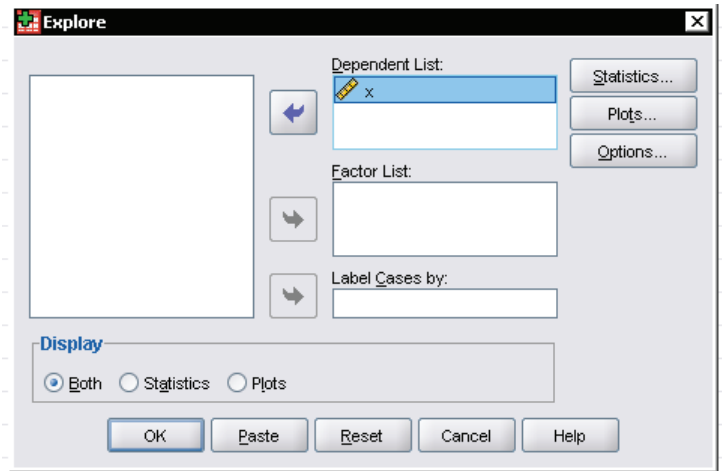 Explore
Dependent List:
x
Statistics...
Plots...
Options...
Factor List:
Label Cases by:
Display
Both
Statistics
Plots
OK
Paste
Reset
Cancel
Help